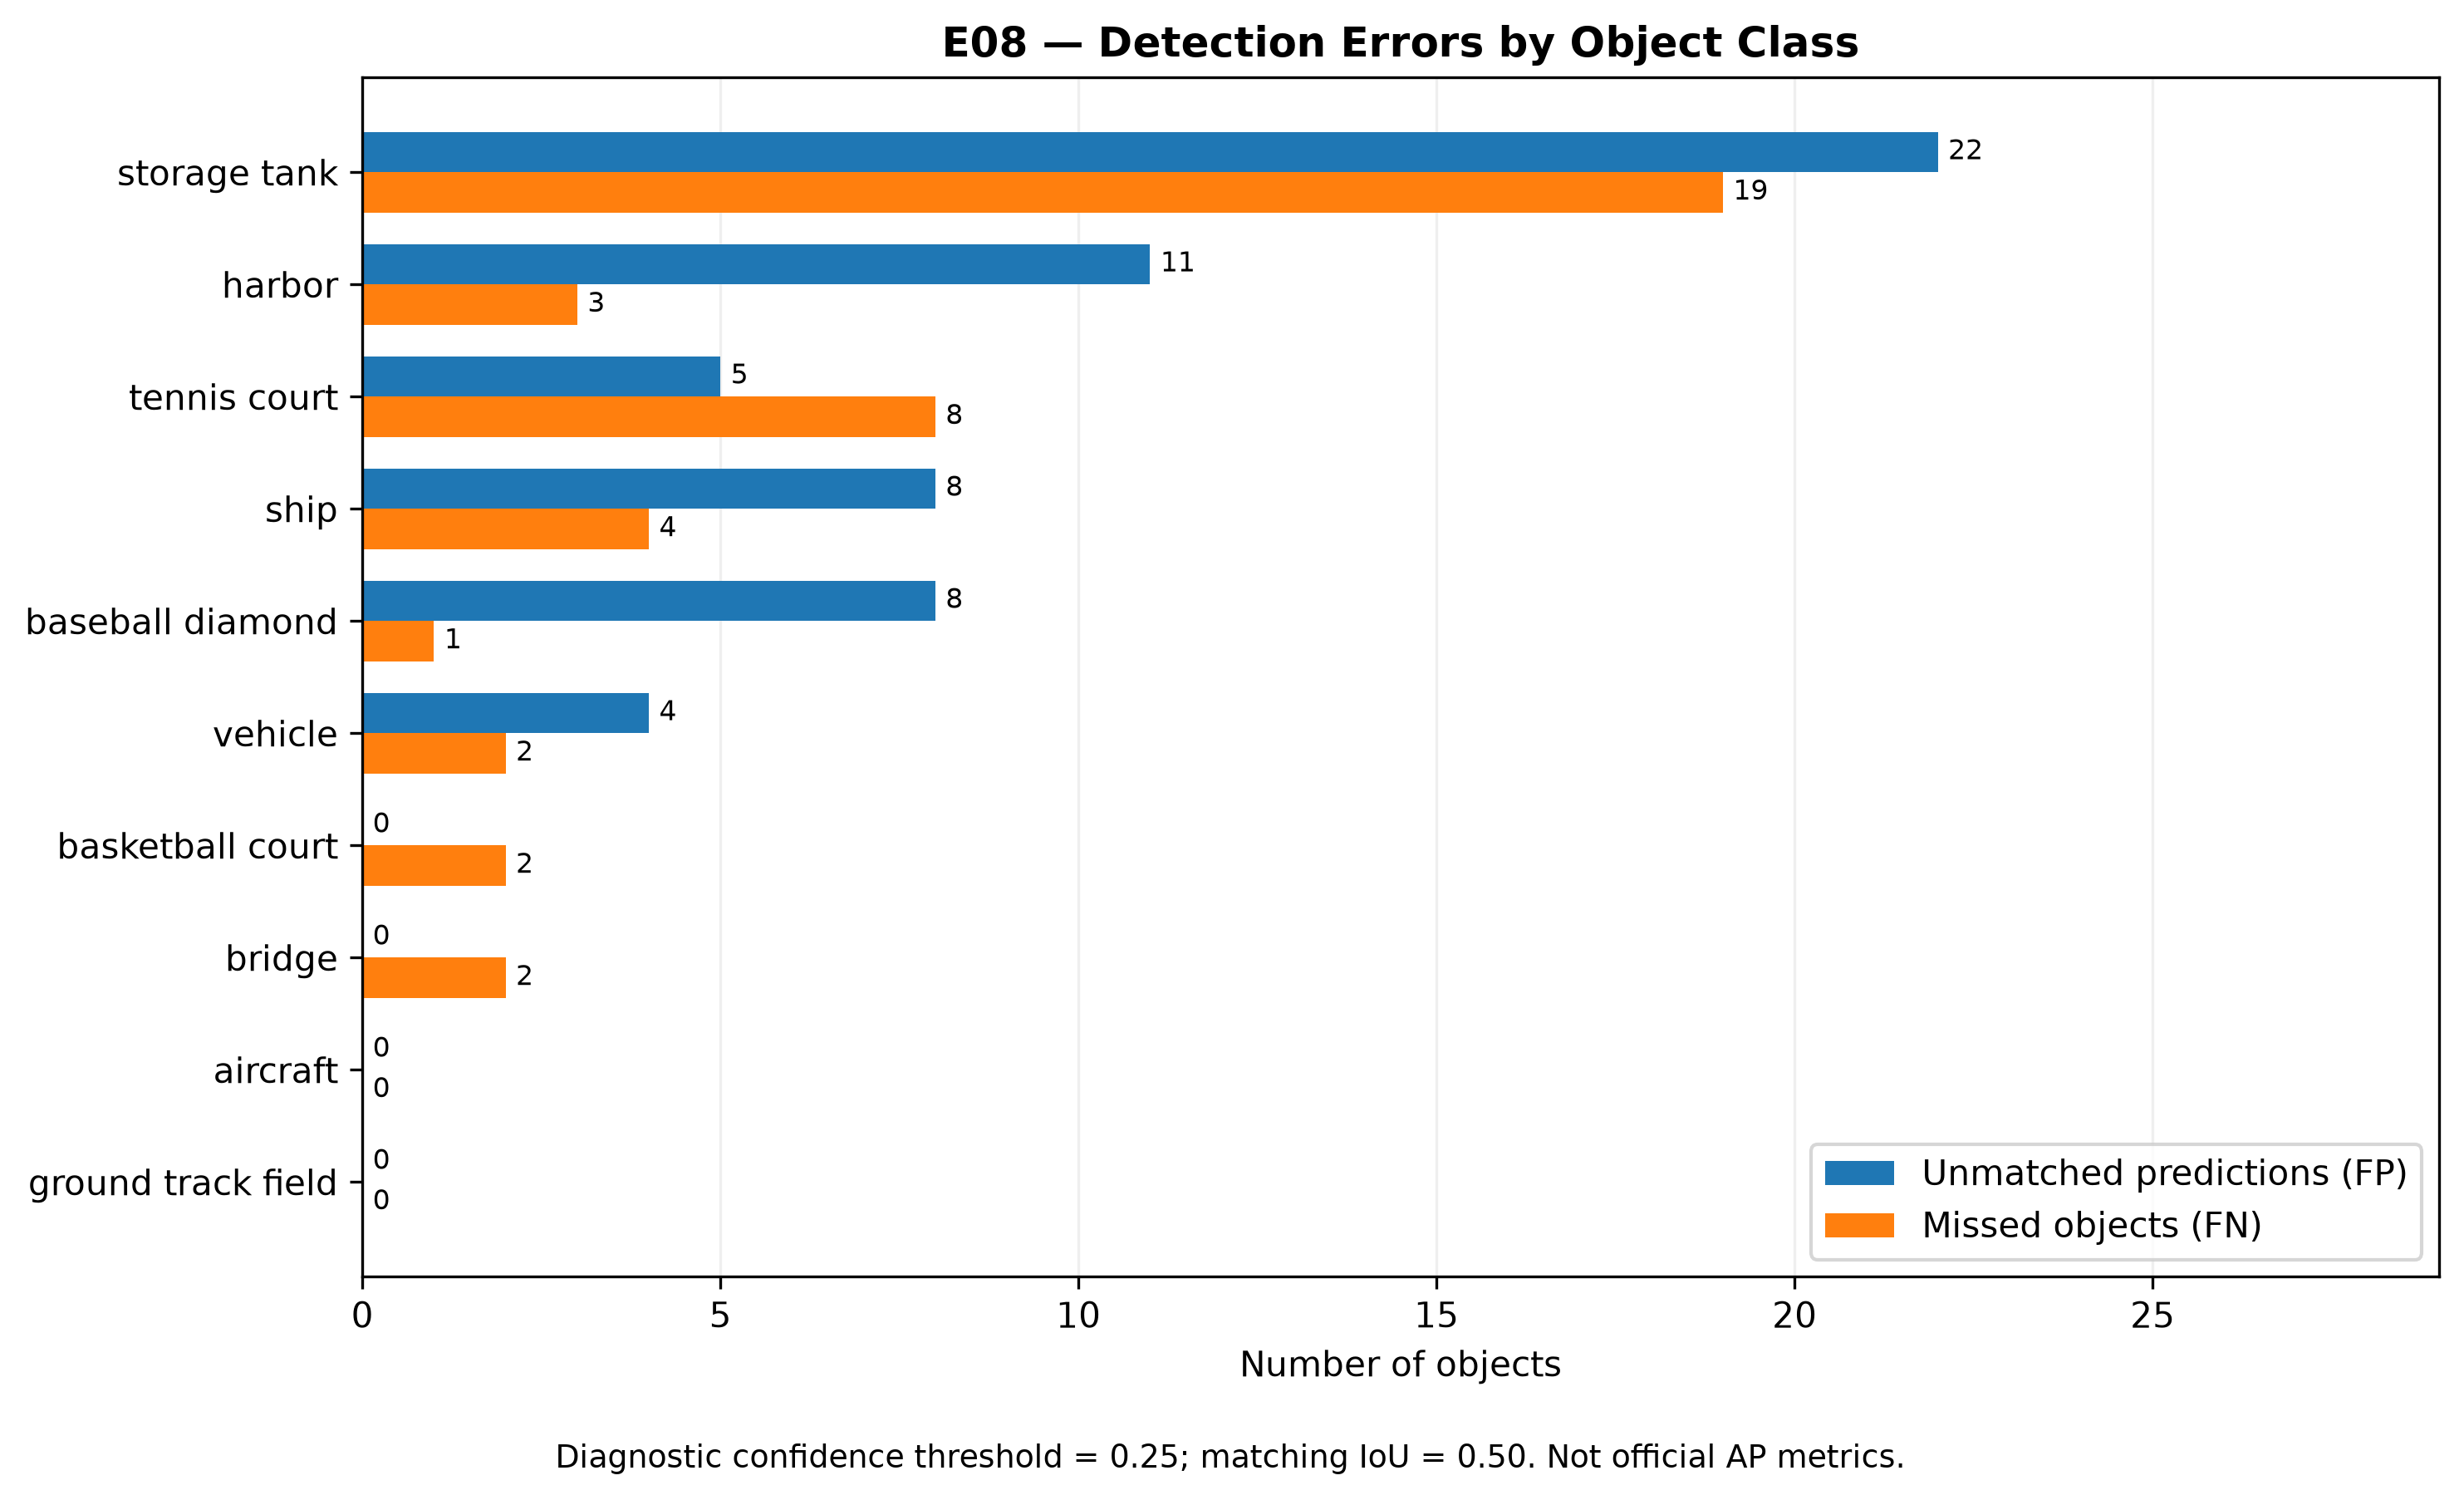 E08 — Detection Errors by Object Class
storage tank
22
19
harbor
11
3
tennis court
5
8
ship
8
4
baseball diamond
8
1
vehicle
4
2
basketball court
0
2
bridge
0
2
aircraft
0
0
ground track field
0
0
Unmatched predictions (FP)
Missed objects (FN)
0 5 10 15 20 25
Number of objects
Diagnostic confidence threshold = 0.25; matching IoU = 0.50. Not official AP metrics.